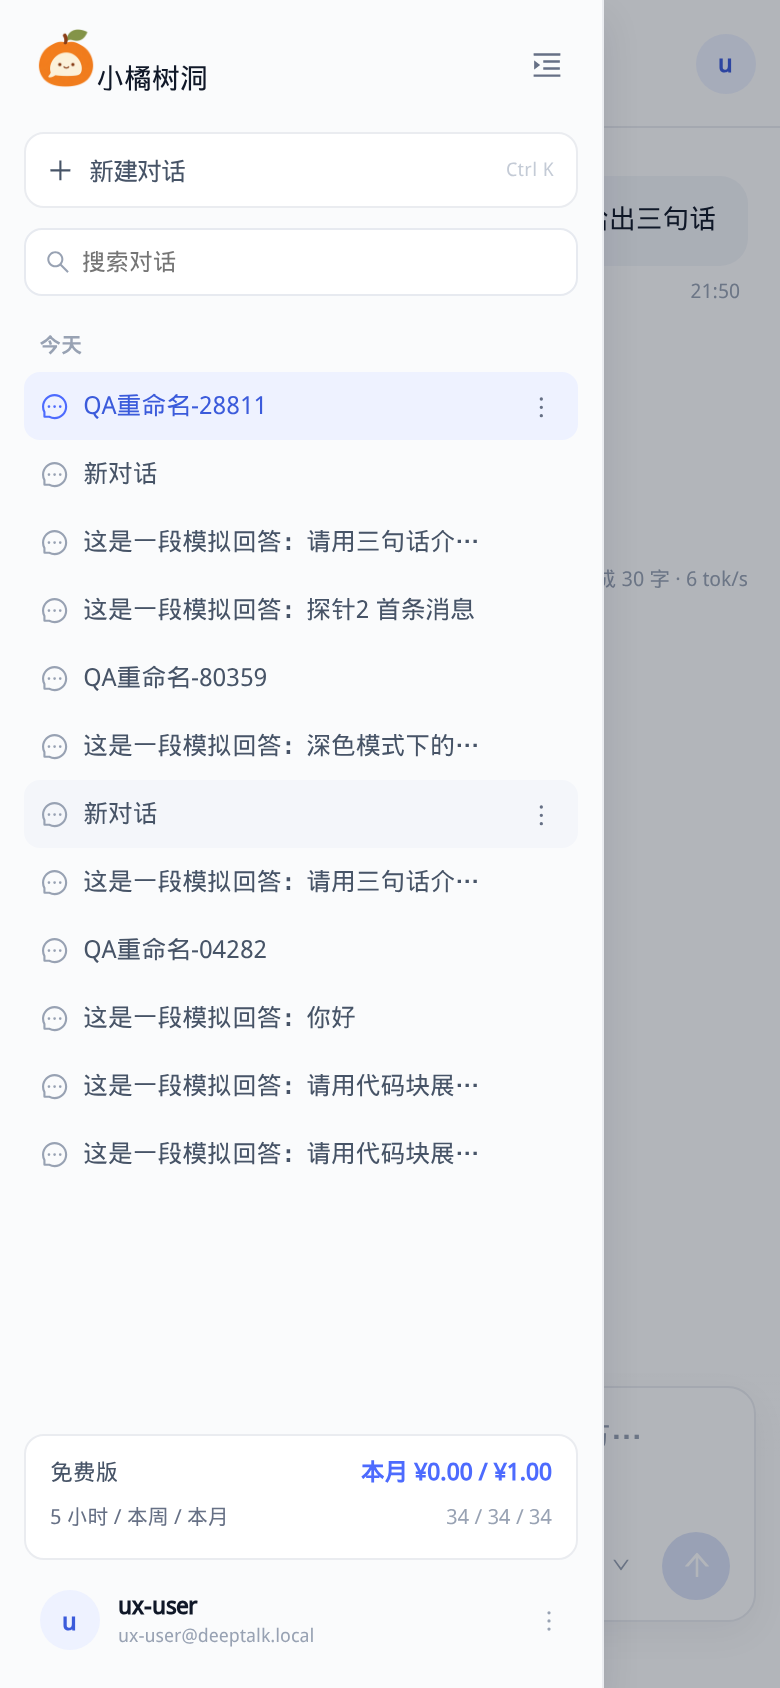 小橘树洞
u
新建对话
Ctrl K
出三句话
搜索对话
21:50
今天
QA重命名-28811
新对话
这是一段模拟回答：请用三句话介…
30 字 · 6 tok/s
这是一段模拟回答：探针2 首条消息
QA重命名-80359
这是一段模拟回答：深色模式下的…
新对话
这是一段模拟回答：请用三句话介…
QA重命名-04282
这是一段模拟回答：你好
这是一段模拟回答：请用代码块展…
这是一段模拟回答：请用代码块展…
免费版
本月 ¥0.00 / ¥1.00
5 小时 / 本周 / 本月
34 / 34 / 34
u
ux-user
ux-user@deeptalk.local